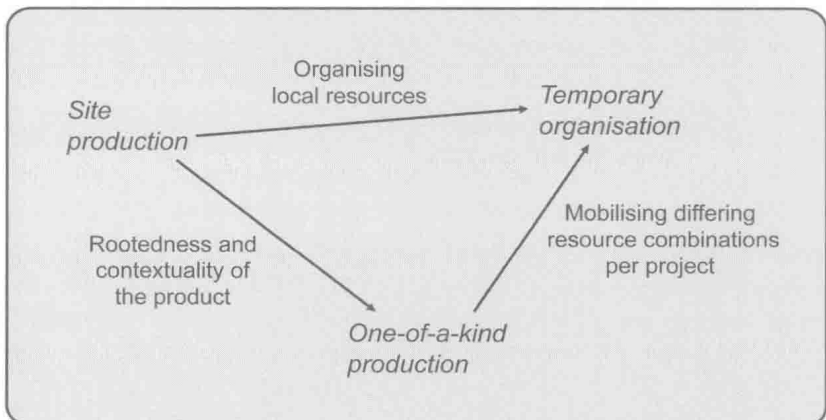 Organising
local resources
Site
production
Temporary
organisation
Rootedness and
contextuality of
the product
Mobilising differing
resource combinations
per project
One-of-a-kind
production